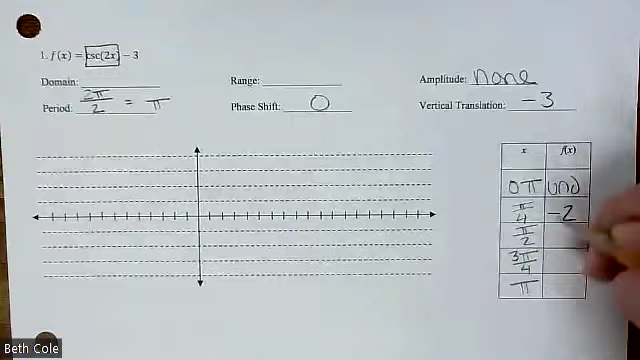 1. f(x) = csc(2x) − 3
Domain:
Range:
Amplitude: none
Period: 2π/2 = π
Phase Shift: 0
Vertical Translation: −3
x f(x)
0π und
π/4 −2
π/2
3π/4
π
Beth Cole